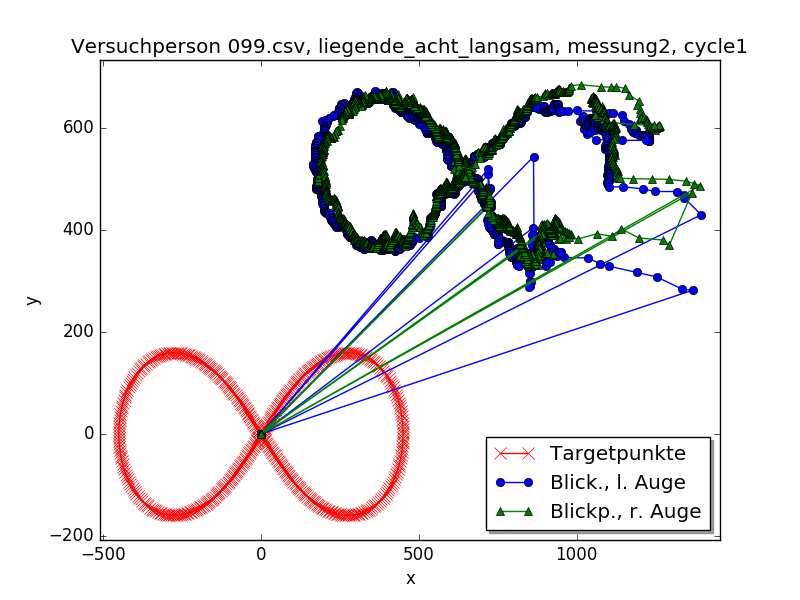 Versuchperson 099.csv, liegende_acht_langsam, messung2, cycle1
600
400
200
0
−200
y
−500
0
500
1000
x
Targetpunkte
Blick., l. Auge
Blickp., r. Auge